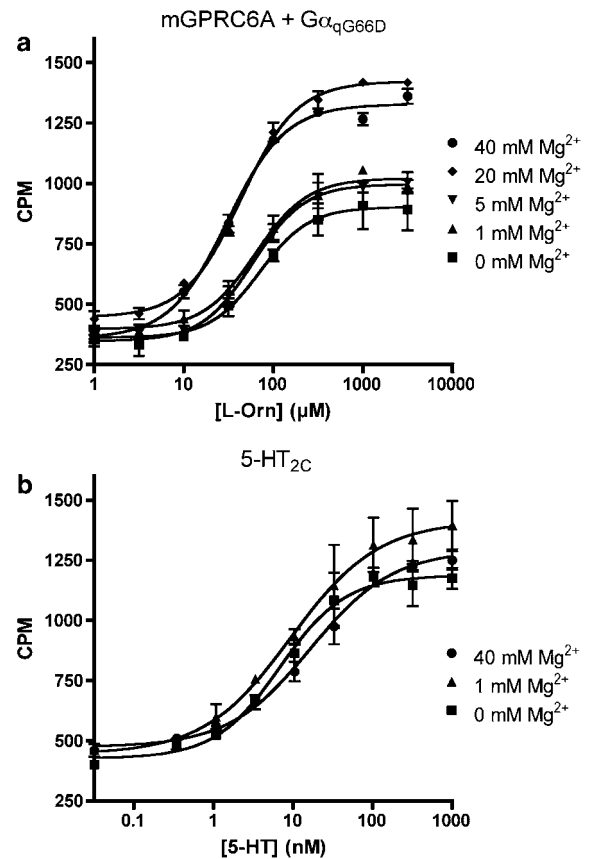 mGPRC6A + GαqG66D
a
1500
1250
1000
750
500
250
CPM
1 10 100 1000 10000
[L-Orn] (µM)
40 mM Mg2+
20 mM Mg2+
5 mM Mg2+
1 mM Mg2+
0 mM Mg2+
5-HT2C
b
1500
1250
1000
750
500
250
CPM
0.1 1 10 100 1000
[5-HT] (nM)
40 mM Mg2+
1 mM Mg2+
0 mM Mg2+